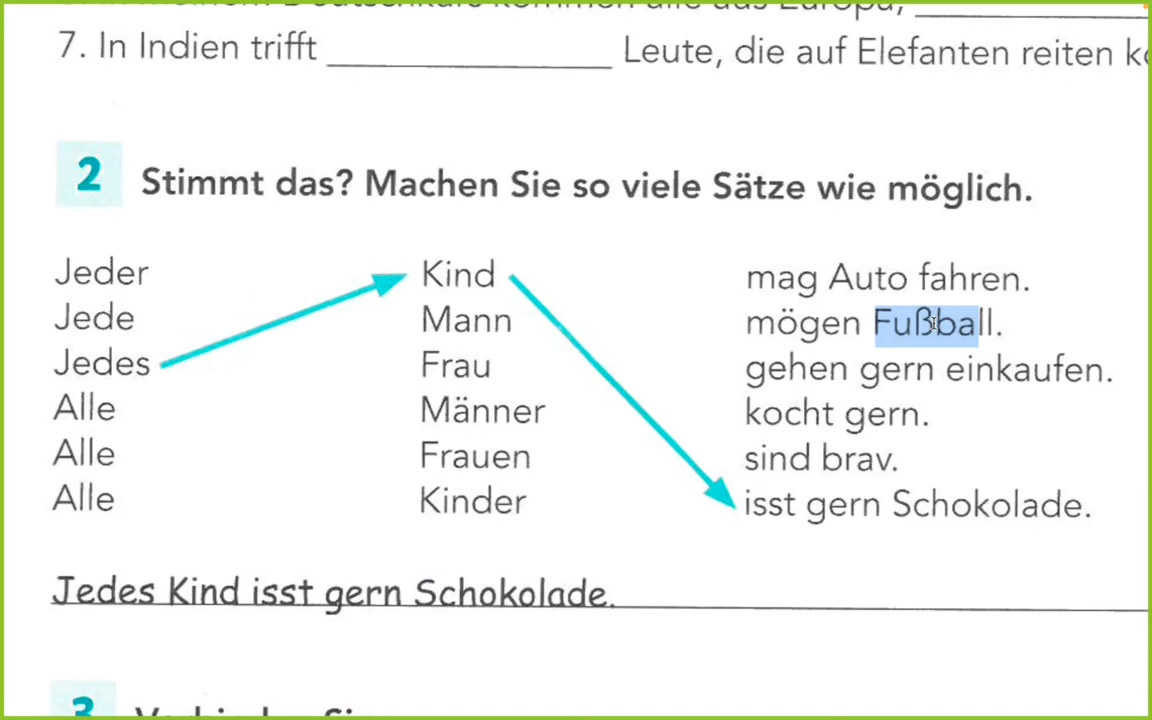 7. In Indien trifft ____________ Leute, die auf Elefanten reiten
2 Stimmt das? Machen Sie so viele Sätze wie möglich.
Jeder Kind mag Auto fahren.
Jede Mann mögen Fußball.
Jedes Frau gehen gern einkaufen.
Alle Männer kocht gern.
Alle Frauen sind brav.
Alle Kinder isst gern Schokolade.
Jedes Kind isst gern Schokolade.
3